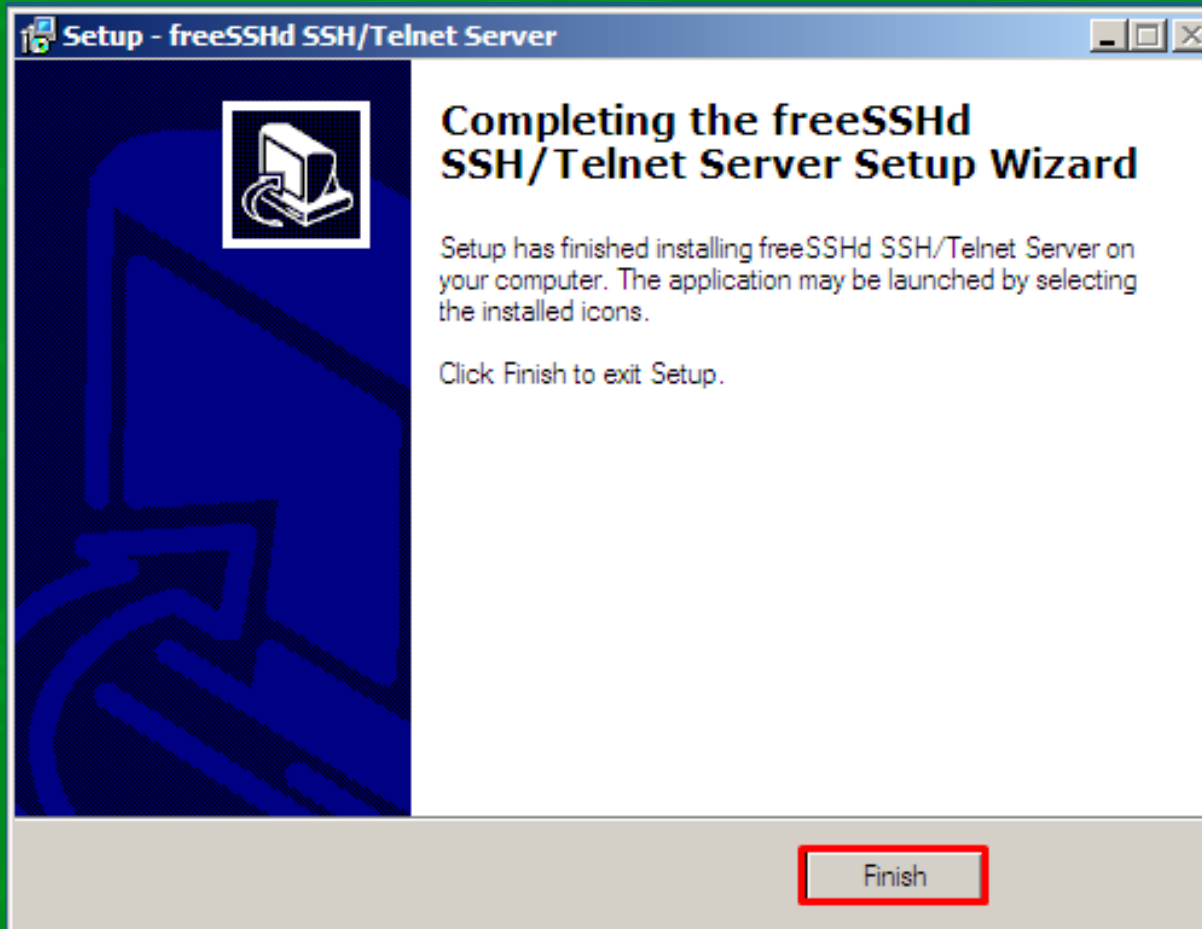 Setup - freeSSHd SSH/Telnet Server
Completing the freeSSHd
SSH/Telnet Server Setup Wizard
Setup has finished installing freeSSHd SSH/Telnet Server on
your computer. The application may be launched by selecting
the installed icons.
Click Finish to exit Setup.
Finish